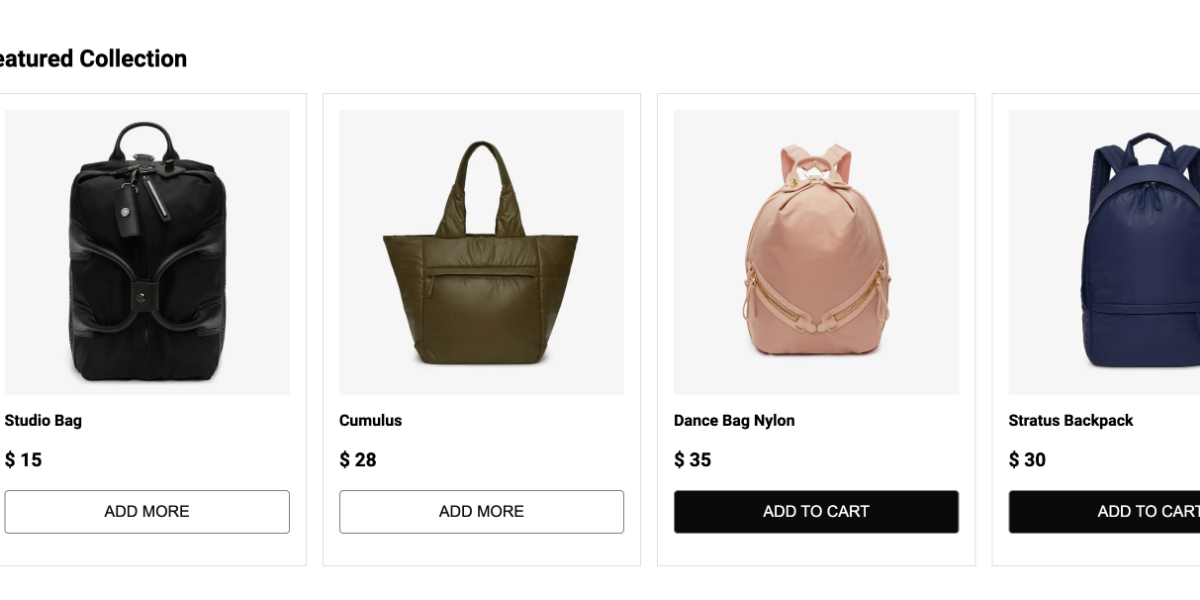 eatured Collection
Studio Bag
$ 15
ADD MORE
Cumulus
$ 28
ADD MORE
Dance Bag Nylon
$ 35
ADD TO CART
Stratus Backpack
$ 30
ADD TO CART